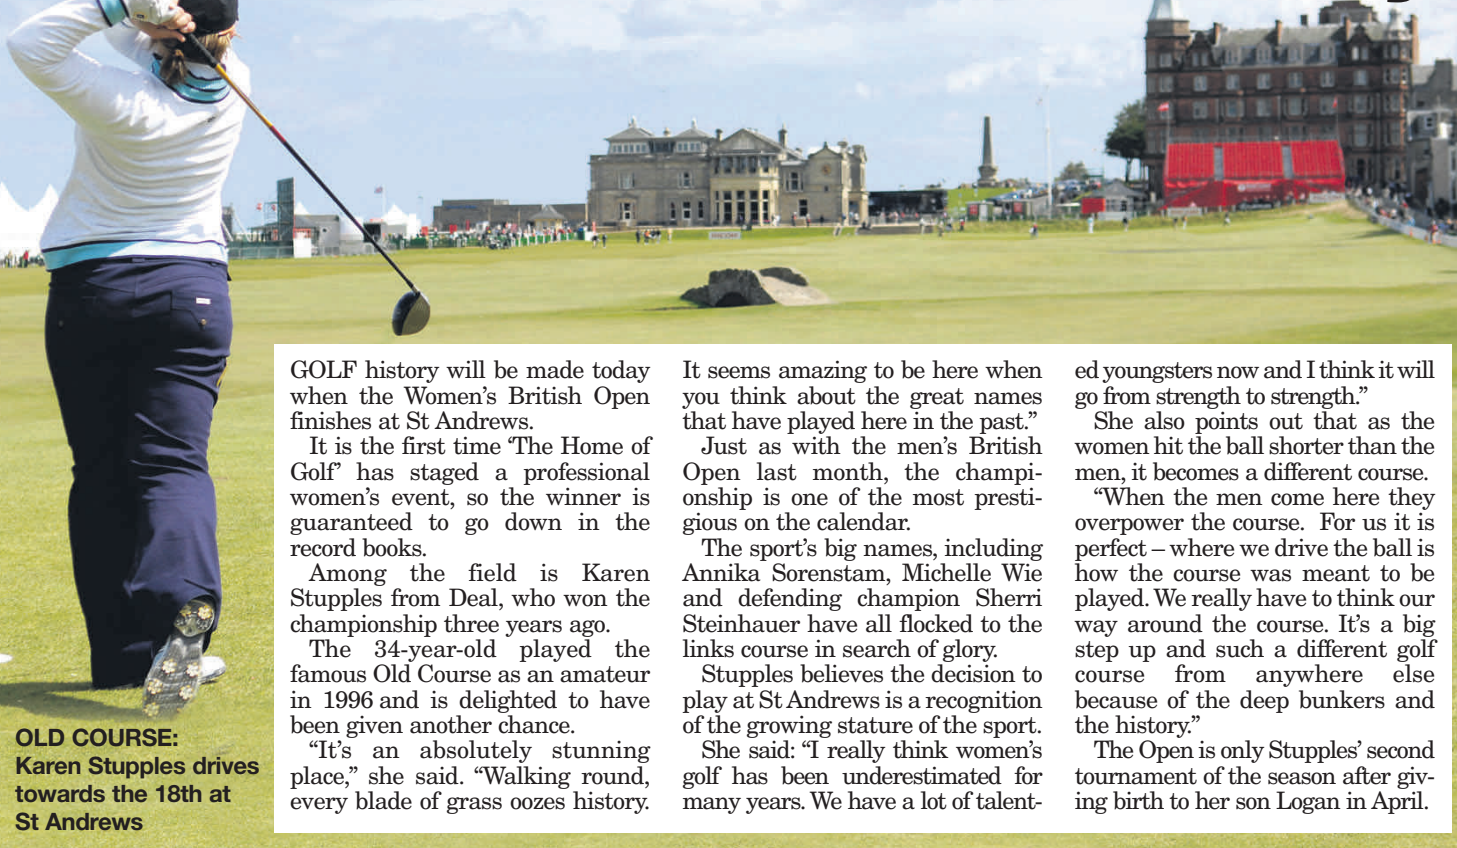 GOLF history will be made today
when the Women's British Open
finishes at St Andrews.
It is the first time 'The Home of
Golf' has staged a professional
women's event, so the winner is
guaranteed to go down in the
record books.
Among the field is Karen
Stupples from Deal, who won the
championship three years ago.
The 34-year-old played the
famous Old Course as an amateur
in 1996 and is delighted to have
been given another chance.
“It's an absolutely stunning
place,” she said. “Walking round,
every blade of grass oozes history.
It seems amazing to be here when
you think about the great names
that have played here in the past.”
Just as with the men's British
Open last month, the champi-
onship is one of the most presti-
gious on the calendar.
The sport's big names, including
Annika Sorenstam, Michelle Wie
and defending champion Sherri
Steinhauer have all flocked to the
links course in search of glory.
Stupples believes the decision to
play at St Andrews is a recognition
of the growing stature of the sport.
She said: “I really think women's
golf has been underestimated for
many years. We have a lot of talent-
ed youngsters now and I think it will
go from strength to strength.”
She also points out that as the
women hit the ball shorter than the
men, it becomes a different course.
“When the men come here they
overpower the course. For us it is
perfect – where we drive the ball is
how the course was meant to be
played. We really have to think our
way around the course. It's a big
step up and such a different golf
course from anywhere else
because of the deep bunkers and
the history.”
The Open is only Stupples' second
tournament of the season after giv-
ing birth to her son Logan in April.
OLD COURSE:
Karen Stupples drives
towards the 18th at
St Andrews